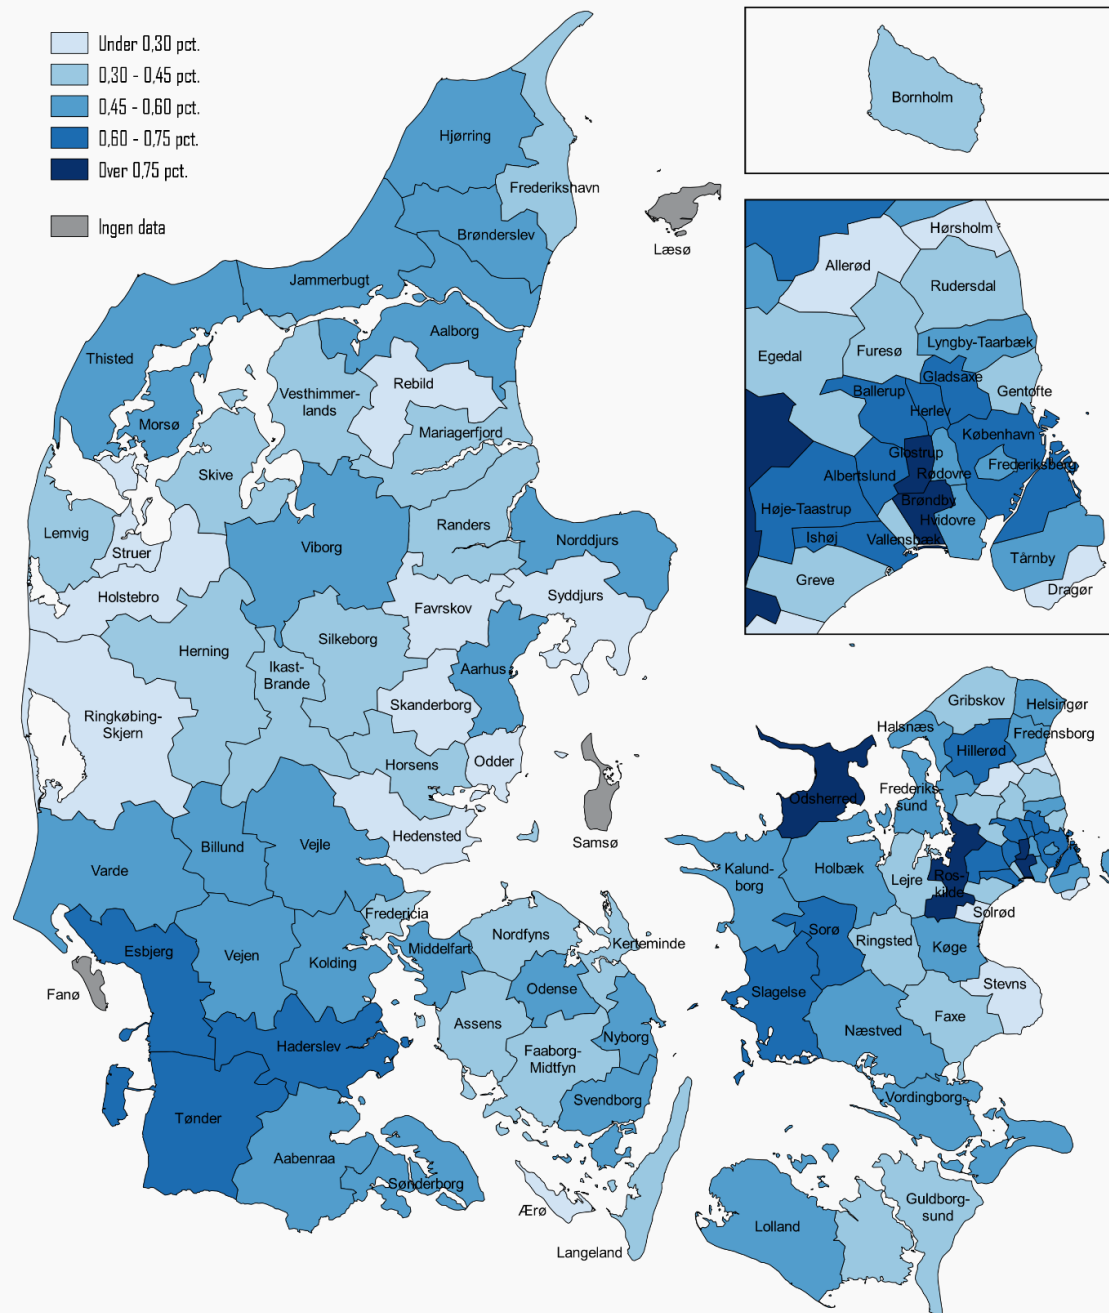 Under 0,30 pct.
0,30 - 0,45 pct.
0,45 - 0,60 pct.
0,60 - 0,75 pct.
Over 0,75 pct.
Ingen data
Hjørring
Frederikshavn
Læsø
Brønderslev
Jammerbugt
Aalborg
Thisted
Rebild
Vesthimmer-
lands
Morsø
Mariagerfjord
Skive
Lemvig
Randers
Struer
Viborg
Norddjurs
Holstebro
Favrskov
Syddjurs
Herning
Silkeborg
Ikast-
Brande
Aarhus
Skanderborg
Ringkøbing-
Skjern
Horsens
Odder
Hedensted
Samsø
Billund
Vejle
Varde
Fredericia
Esbjerg
Vejen
Kolding
Fanø
Haderslev
Tønder
Aabenraa
Sønderborg
Middelfart
Nordfyns
Kerteminde
Odense
Assens
Nyborg
Faaborg-
Midtfyn
Svendborg
Ærø
Langeland
Bornholm
Hørsholm
Allerød
Rudersdal
Egedal
Furesø
Lyngby-Taarbæk
Gladsaxe
Ballerup
Gentofte
Herlev
København
Glostrup
Albertslund
Rødovre
Frederiksberg
Høje-Taastrup
Brøndby
Hvidovre
Ishøj
Vallensbæk
Greve
Tårnby
Dragør
Gribskov
Helsingør
Halsnæs
Fredensborg
Hillerød
Odsherred
Frederiks-
sund
Kalund-
borg
Holbæk
Lejre
Ros-
kilde
Solrød
Sorø
Ringsted
Køge
Slagelse
Stevns
Faxe
Næstved
Vordingborg
Guldborg-
sund
Lolland